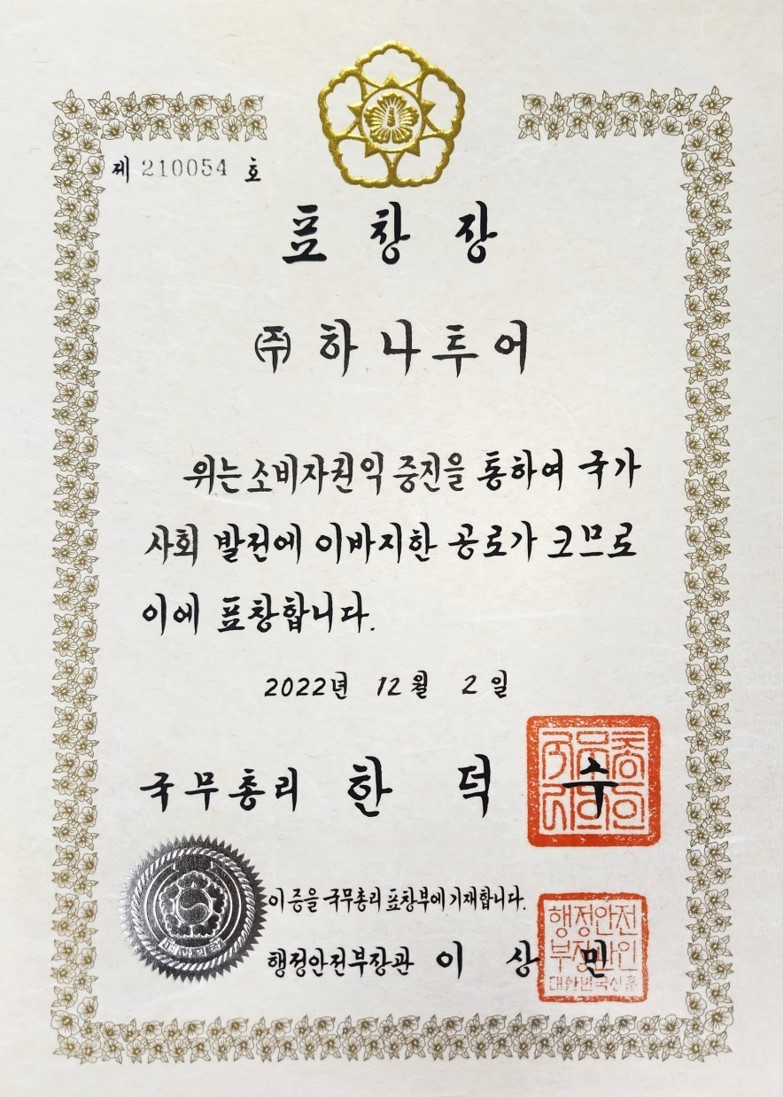 제 210054 호
표창장
㈜하나투어
위는 소비자권익 증진을 통하여 국가
사회 발전에 이바지한 공로가 크므로
이에 표창합니다.
2022년 12월 2일
국무총리 한덕수
이 증을 국무총리 표창부에 기재합니다.
행정안전부장관 이상민
행정안전
부장관인